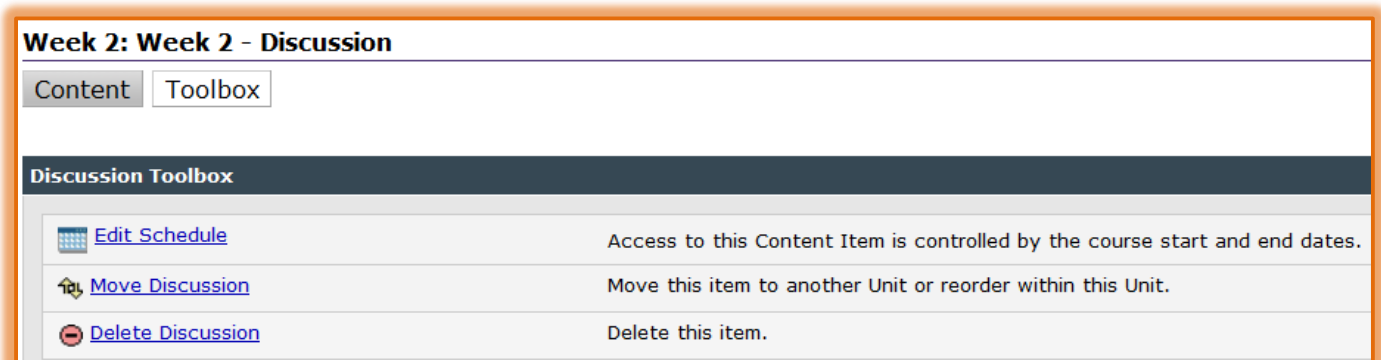 Week 2: Week 2 - Discussion
Content Toolbox
Discussion Toolbox
Edit Schedule Access to this Content Item is controlled by the course start and end dates.
Move Discussion Move this item to another Unit or reorder within this Unit.
Delete Discussion Delete this item.